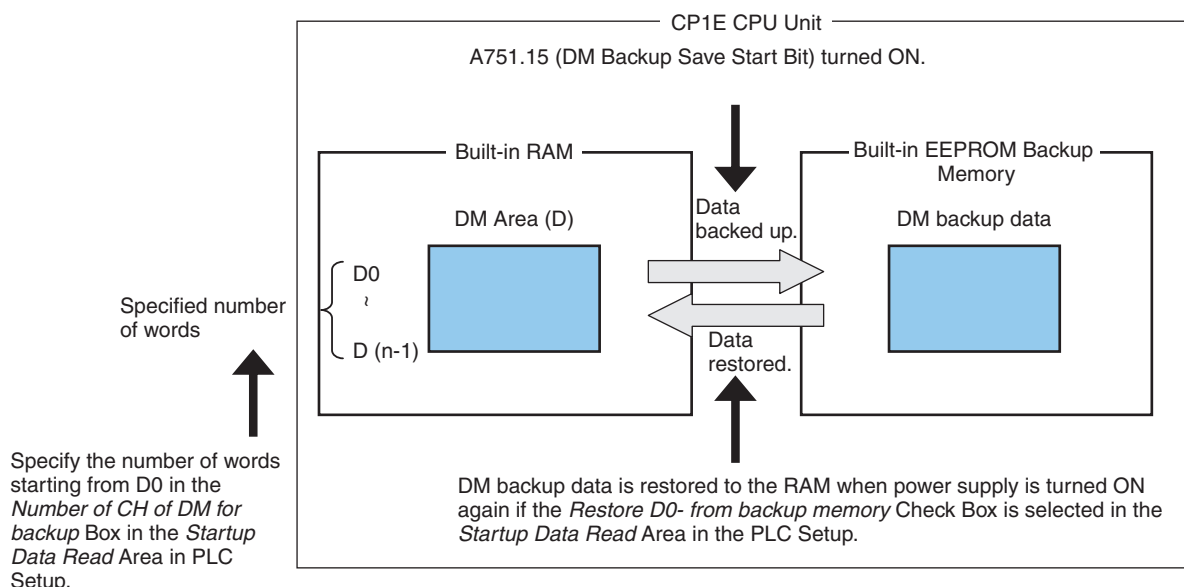 CP1E CPU Unit
A751.15 (DM Backup Save Start Bit) turned ON.
Built-in RAM
Built-in EEPROM Backup
Memory
DM Area (D)
Data
backed up.
DM backup data
D0
~
D (n-1)
Specified number
of words
Data
restored.
Specify the number of words
starting from D0 in the
Number of CH of DM for
backup Box in the Startup
Data Read Area in PLC
Setup.
DM backup data is restored to the RAM when power supply is turned ON
again if the Restore D0- from backup memory Check Box is selected in the
Startup Data Read Area in the PLC Setup.